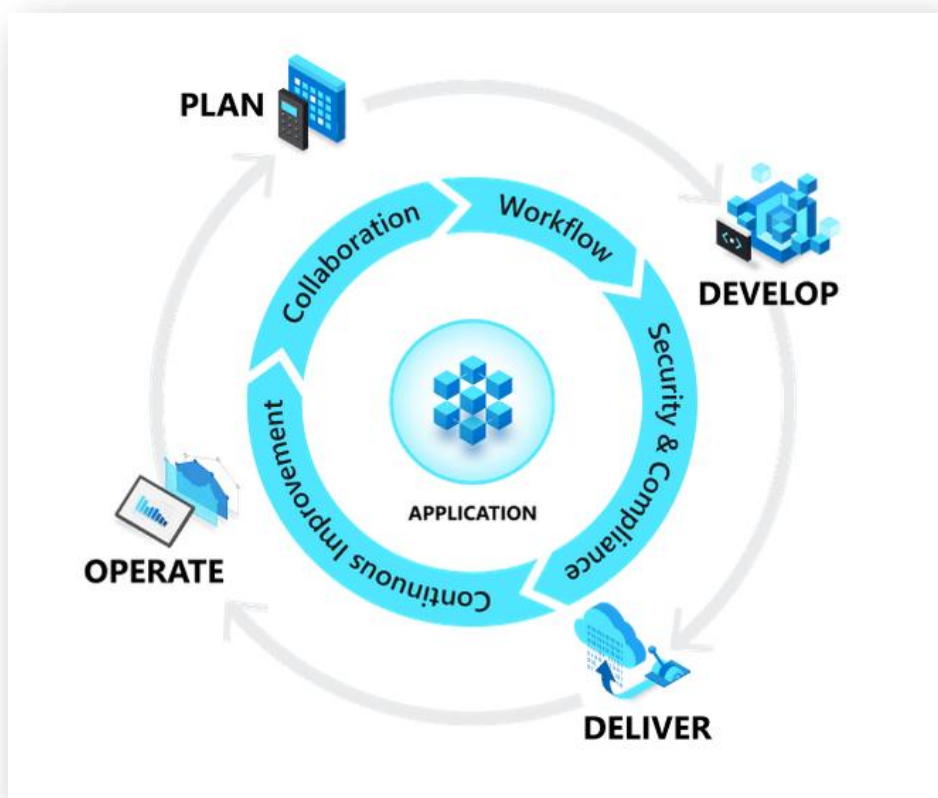 PLAN
DEVELOP
DELIVER
OPERATE
Collaboration
Workflow
Security & Compliance
Continuous Improvement
APPLICATION